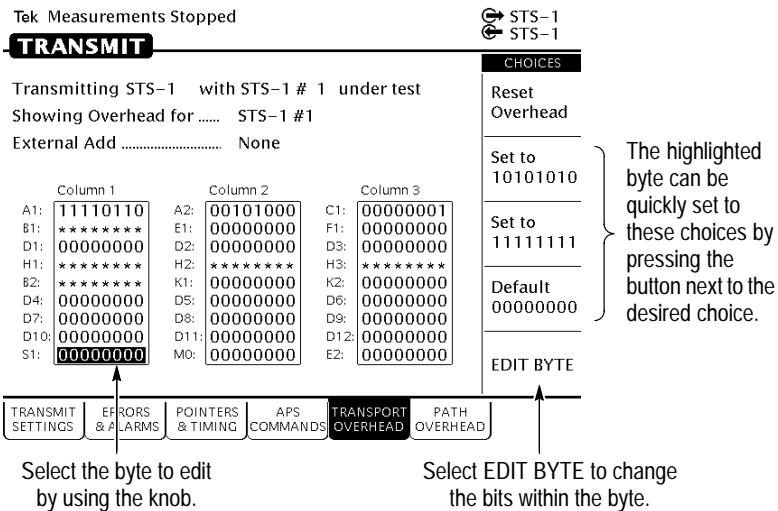 Tek Measurements Stopped
STS–1
STS–1
TRANSMIT
CHOICES
Transmitting STS–1 with STS–1 # 1 under test
Showing Overhead for ...... STS–1 #1
External Add ............................. None
Reset
Overhead
Set to
10101010
Set to
11111111
Default
00000000
EDIT BYTE
The highlighted
byte can be
quickly set to
these choices by
pressing the
button next to the
desired choice.
Column 1 Column 2 Column 3
A1: 11110110 A2: 00101000 C1: 00000001
B1: ******** E1: 00000000 F1: 00000000
D1: 00000000 D2: 00000000 D3: 00000000
H1: ******** H2: ******** H3: ********
B2: ******** K1: 00000000 K2: 00000000
D4: 00000000 D5: 00000000 D6: 00000000
D7: 00000000 D8: 00000000 D9: 00000000
D10: 00000000 D11: 00000000 D12: 00000000
S1: 00000000 M0: 00000000 E2: 00000000
TRANSMIT SETTINGS
ERRORS & ALARMS
POINTERS & TIMING
APS COMMANDS
TRANSPORT OVERHEAD
PATH OVERHEAD
Select the byte to edit
by using the knob.
Select EDIT BYTE to change
the bits within the byte.